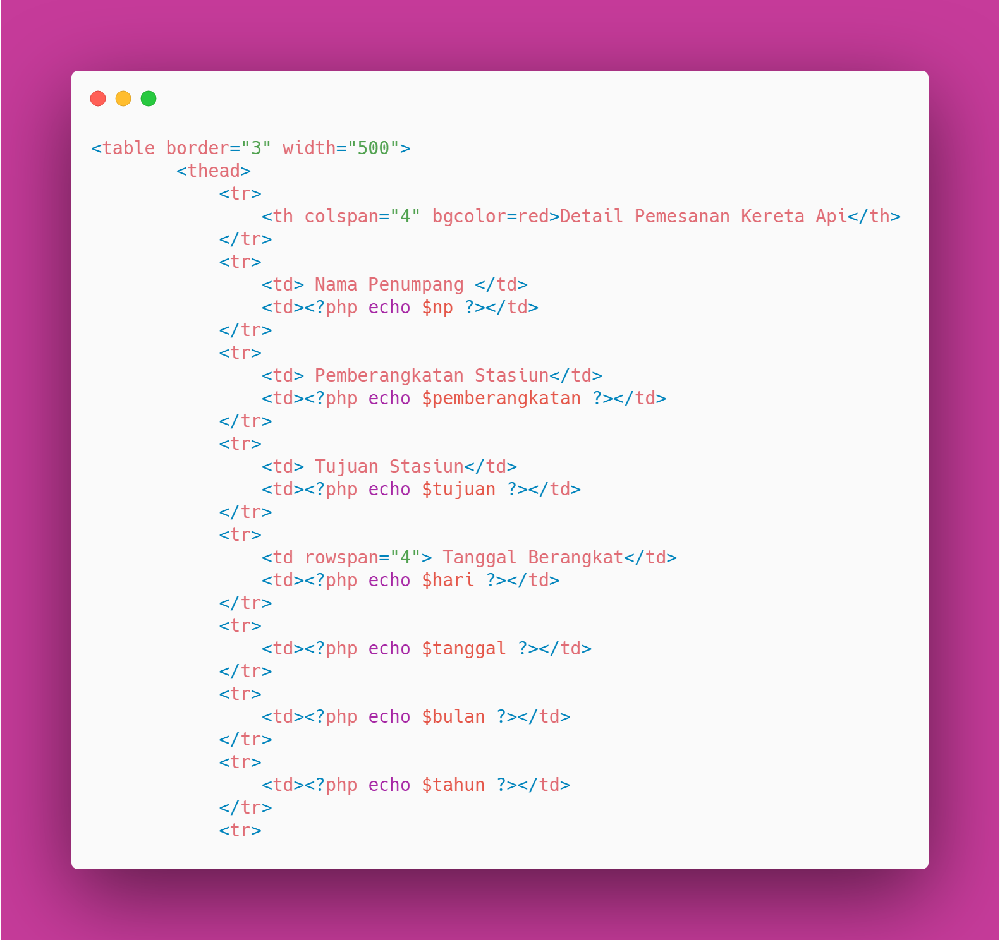 <table border="3" width="500">
        <thead>
            <tr>
                <th colspan="4" bgcolor=red>Detail Pemesanan Kereta Api</th>
            </tr>
            <tr>
                <td> Nama Penumpang </td>
                <td><?php echo $np ?></td>
            </tr>
            <tr>
                <td> Pemberangkatan Stasiun</td>
                <td><?php echo $pemberangkatan ?></td>
            </tr>
            <tr>
                <td> Tujuan Stasiun</td>
                <td><?php echo $tujuan ?></td>
            </tr>
            <tr>
                <td rowspan="4"> Tanggal Berangkat</td>
                <td><?php echo $hari ?></td>
            </tr>
            <tr>
                <td><?php echo $tanggal ?></td>
            </tr>
            <tr>
                <td><?php echo $bulan ?></td>
            </tr>
            <tr>
                <td><?php echo $tahun ?></td>
            </tr>
            <tr>